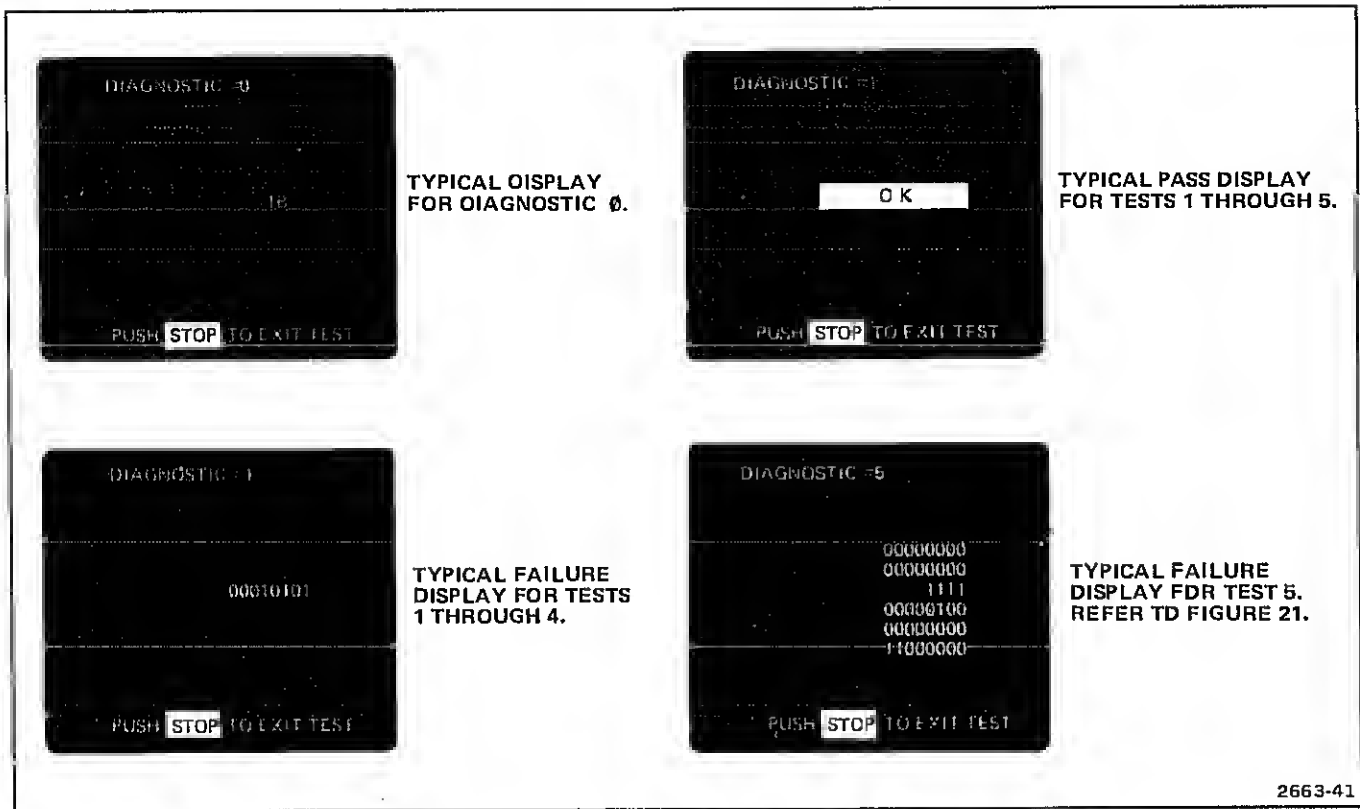 DIAGNOSTIC =0
18
PUSH STOP TO EXIT TEST
TYPICAL OISPLAY
FOR OIAGNOSTIC Ø.
DIAGNOSTIC =1
O K
PUSH STOP TO EXIT TEST
TYPICAL PASS DISPLAY
FOR TESTS 1 THROUGH 5.
DIAGNOSTIC =1
00010101
PUSH STOP TO EXIT TEST
TYPICAL FAILURE
DISPLAY FOR TESTS
1 THROUGH 4.
DIAGNOSTIC =5
00000000
00000000
1111
00000100
00000000
11000000
PUSH STOP TO EXIT TEST
TYPICAL FAILURE
DISPLAY FDR TEST 5.
REFER TD FIGURE 21.
2663-41